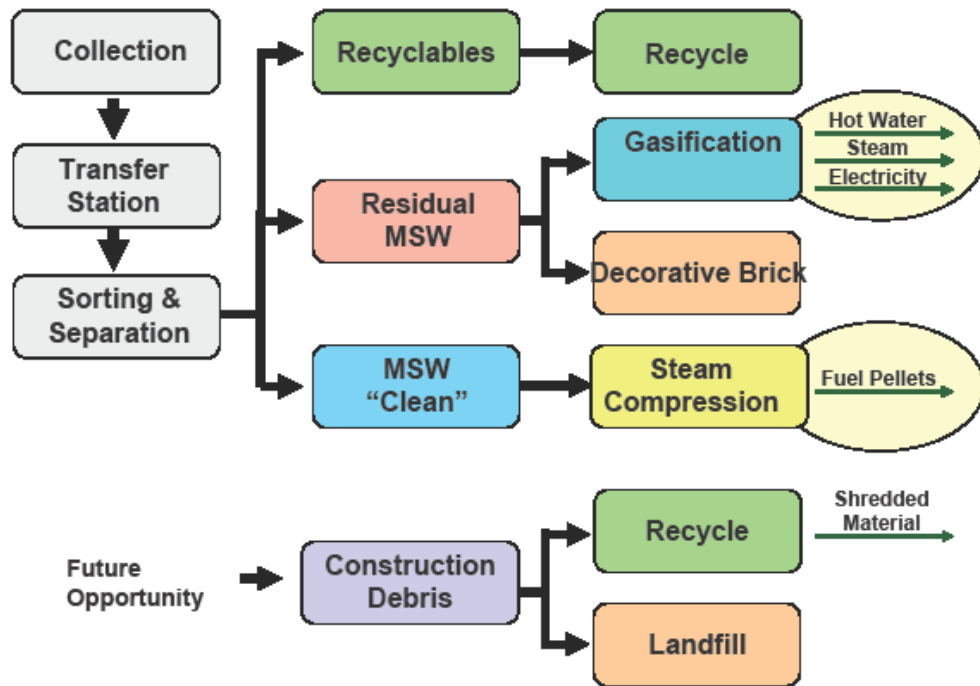 Collection
Transfer
Station
Sorting &
Separation
Recyclables
Recycle
Residual
MSW
Gasification
Hot Water
Steam
Electricity
Decorative Brick
MSW
“Clean”
Steam
Compression
Fuel Pellets
Future
Opportunity
Construction
Debris
Recycle
Shredded
Material
Landfill